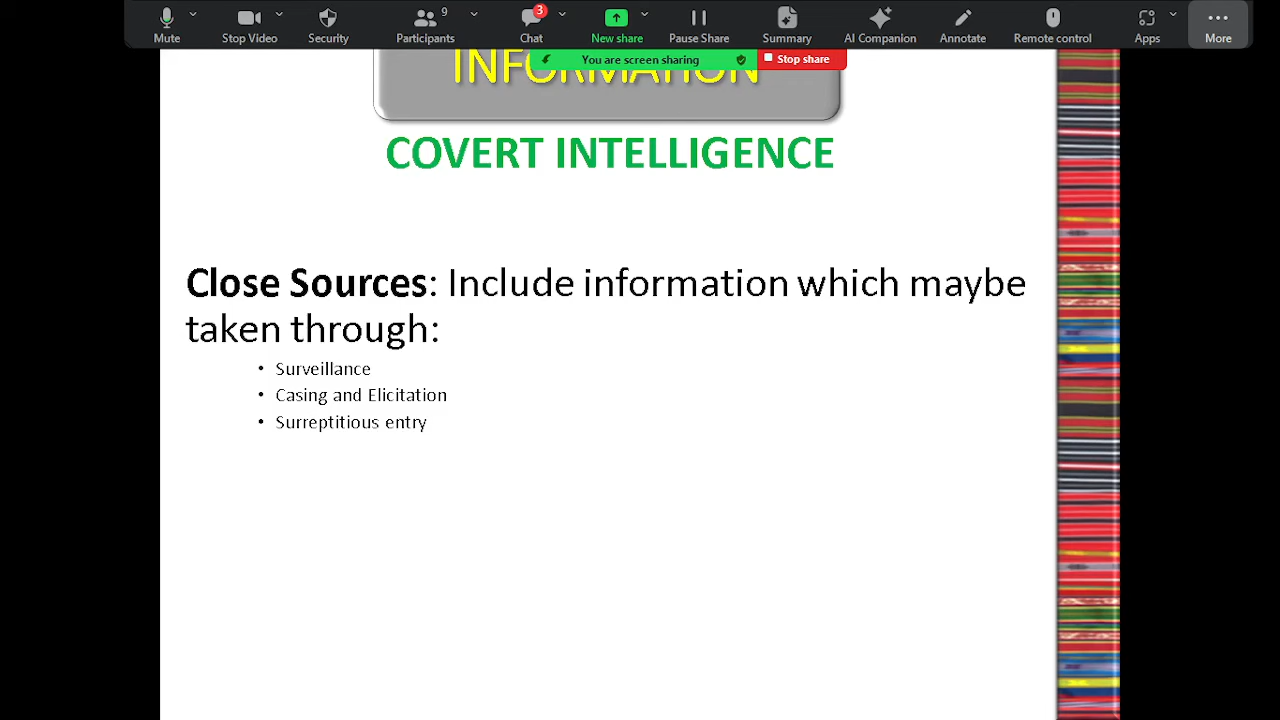 9
3
Mute
Stop Video
Security
Participants
Chat
New share
Pause Share
Summary
AI Companion
Annotate
Remote control
Apps
More
You are screen sharing
Stop share
INFORMATION
COVERT INTELLIGENCE
Close Sources: Include information which maybe
taken through:
• Surveillance
• Casing and Elicitation
• Surreptitious entry